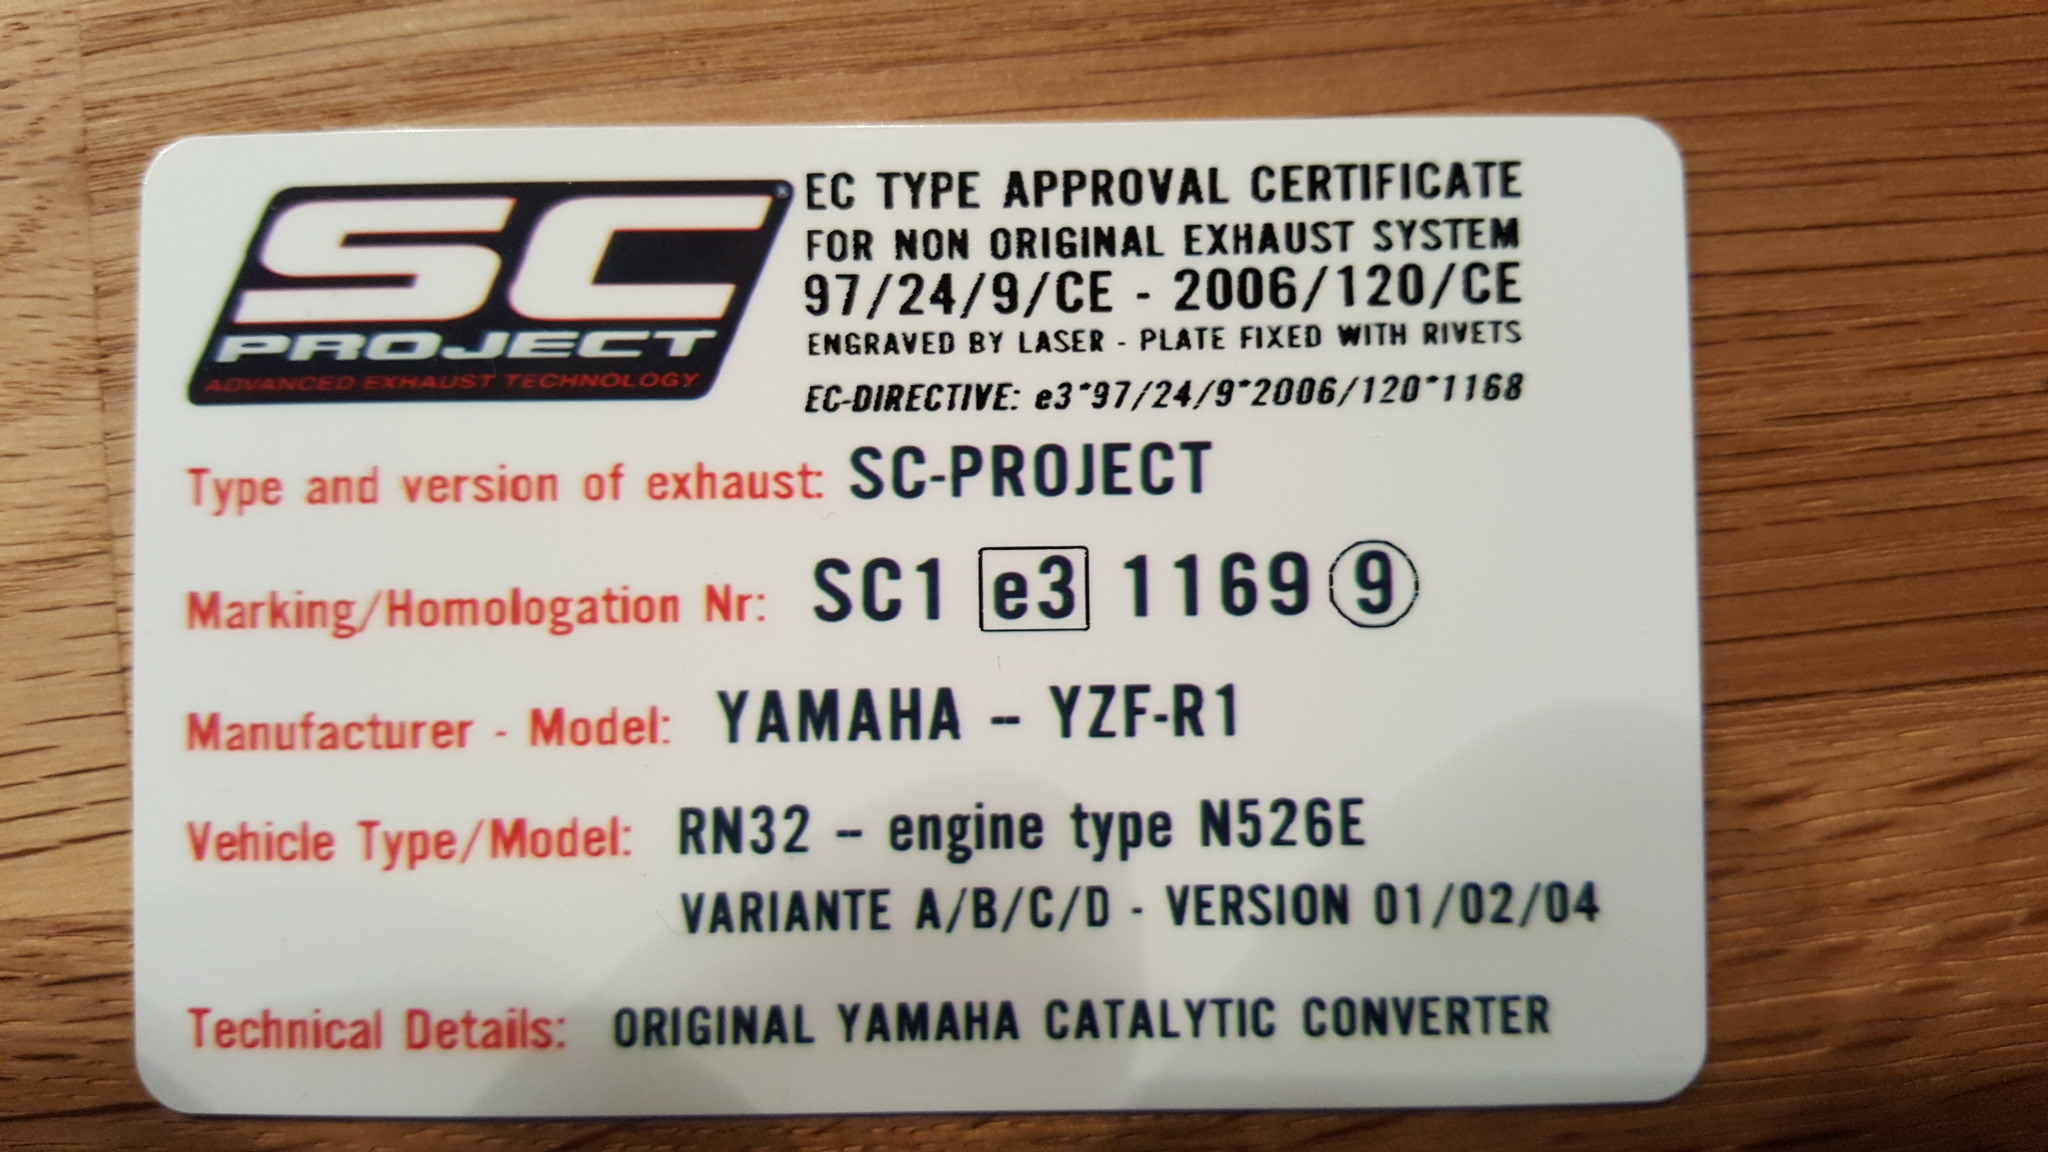 SC®
PROJECT
ADVANCED EXHAUST TECHNOLOGY
EC TYPE APPROVAL CERTIFICATE
FOR NON ORIGINAL EXHAUST SYSTEM
97/24/9/CE - 2006/120/CE
ENGRAVED BY LASER - PLATE FIXED WITH RIVETS
EC-DIRECTIVE: e3*97/24/9*2006/120*1168
Type and version of exhaust: SC-PROJECT
Marking/Homologation Nr: SC1 e3 1169 9
Manufacturer - Model: YAMAHA – YZF-R1
Vehicle Type/Model: RN32 – engine type N526E
VARIANTE A/B/C/D - VERSION 01/02/04
Technical Details: ORIGINAL YAMAHA CATALYTIC CONVERTER